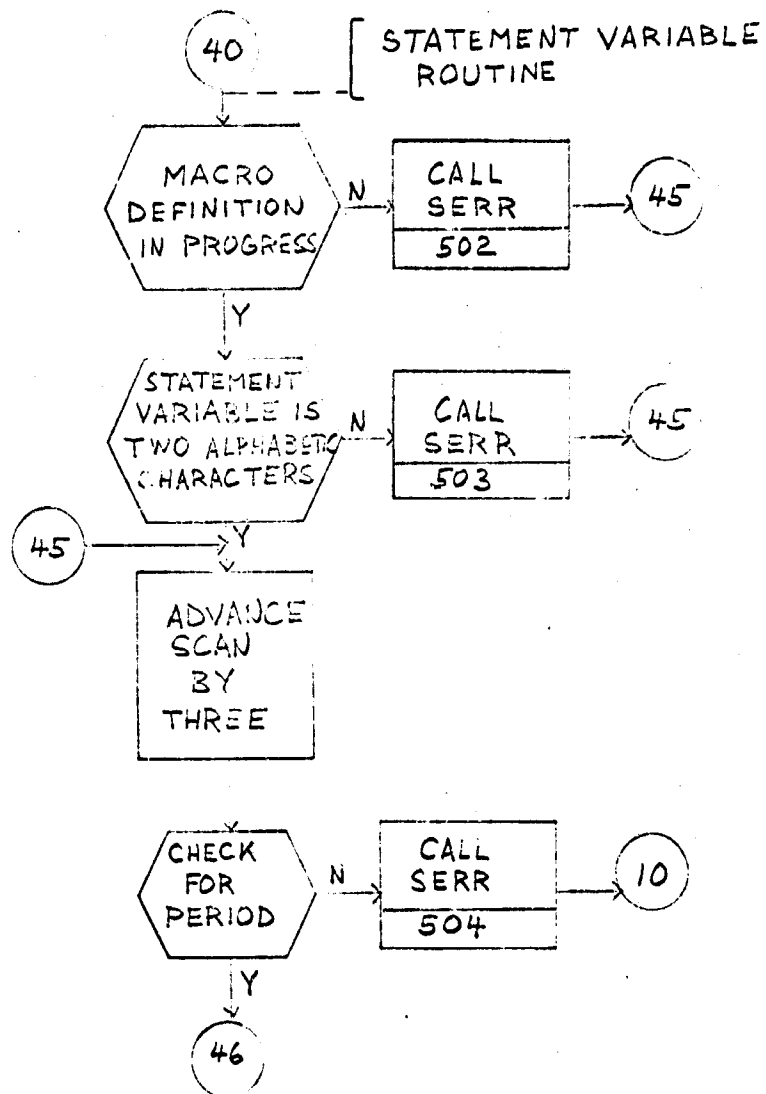 40
STATEMENT VARIABLE
ROUTINE
MACRO
DEFINITION
IN PROGRESS
N
CALL
SERR
502
45
Y
STATEMENT
VARIABLE IS
TWO ALPHABETIC
CHARACTERS
N
CALL
SERR
503
45
Y
45
ADVANCE
SCAN
BY
THREE
CHECK
FOR
PERIOD
N
CALL
SERR
504
10
Y
46